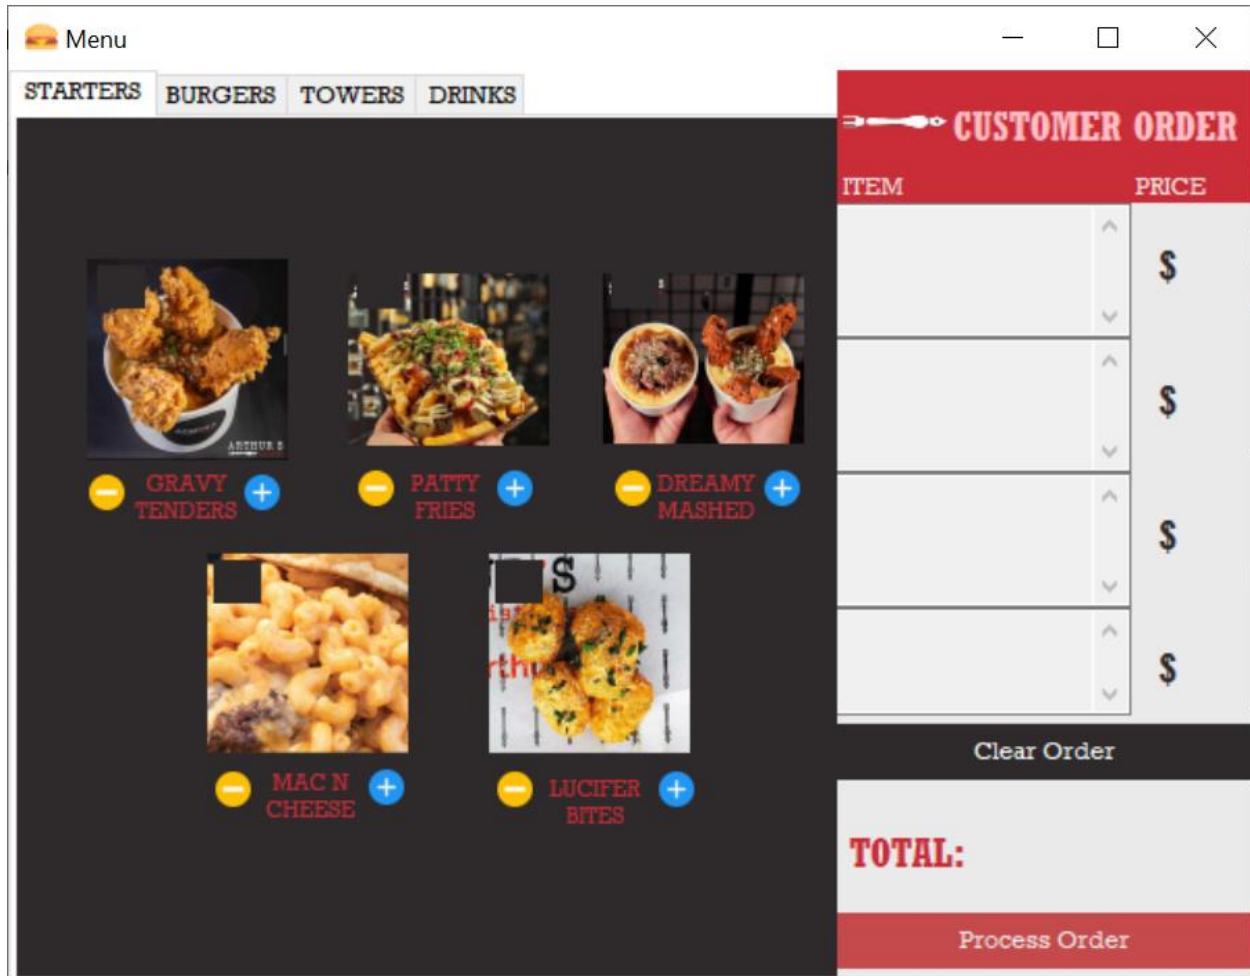 Menu
STARTERS BURGERS TOWERS DRINKS
CUSTOMER ORDER
ITEM PRICE
$
$
$
$
ARTHUR S
GRAVY
TENDERS
PATTY
FRIES
DREAMY
MASHED
S
MAC N
CHEESE
LUCIFER
BITES
Clear Order
TOTAL:
Process Order